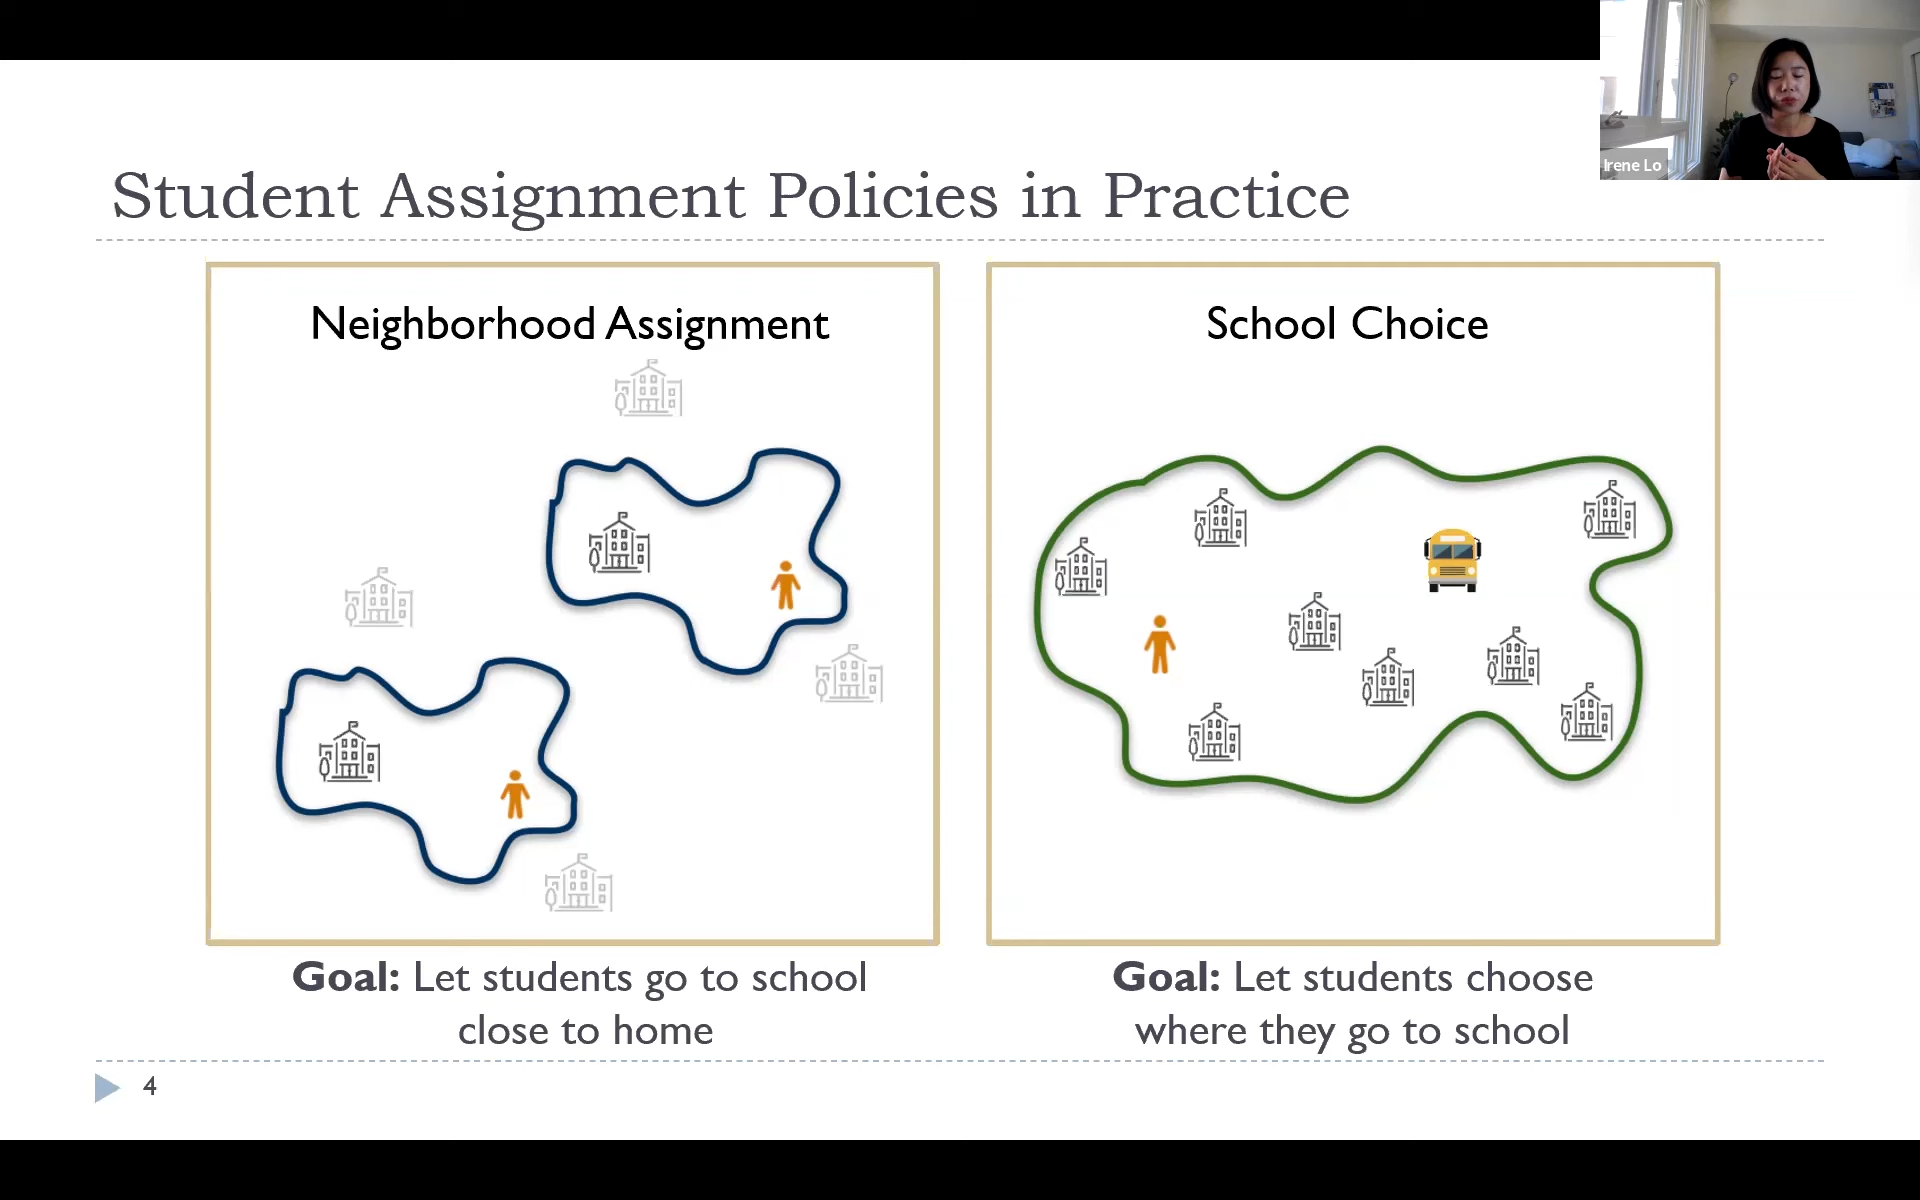 Irene Lo
Student Assignment Policies in Practice
Neighborhood Assignment
School Choice
Goal: Let students go to school
close to home
Goal: Let students choose
where they go to school
4